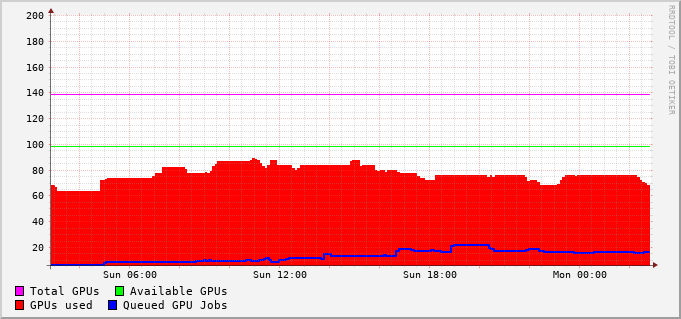 200
180
160
140
120
100
80
60
40
20
Sun 06:00 Sun 12:00 Sun 18:00 Mon 00:00
Total GPUs Available GPUs
GPUs used Queued GPU Jobs
RRDTOOL / TOBI OETIKER